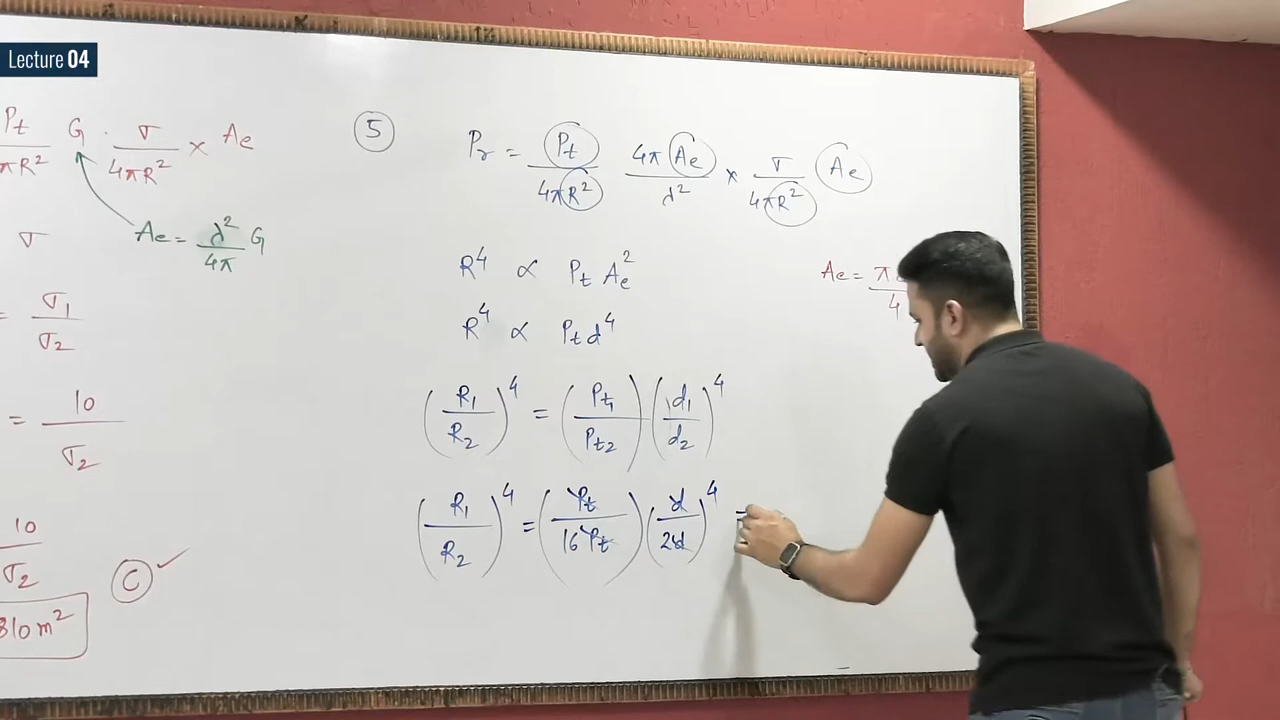 Lecture 04
Pt/πR² G · σ/4πR² × Ae
Ae = λ²/4π G
σ
= σ1/σ2
= 10/σ2
10/σ2
810 m²
C
5
Pr = Pt/4πR² 4πAe/λ² × σ/4πR² Ae
R⁴ ∝ Pt Ae²
Ae = π
4
R⁴ ∝ Pt d⁴
(R1/R2)⁴ = (Pt1/Pt2) (d1/d2)⁴
(R1/R2)⁴ = (Pt/16Pt) (d/2d)⁴ =